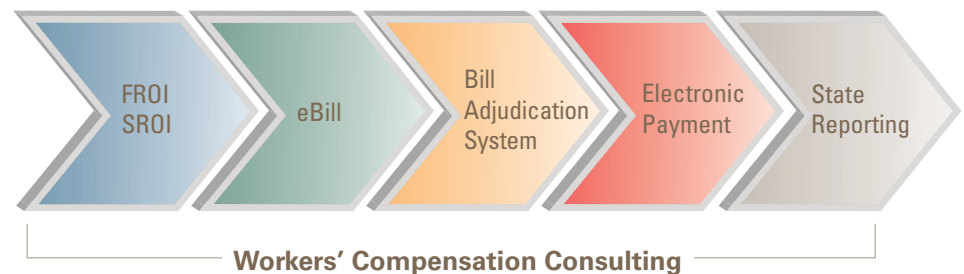 FROI
SROI
eBill
Bill
Adjudication
System
Electronic
Payment
State
Reporting
Workers’ Compensation Consulting